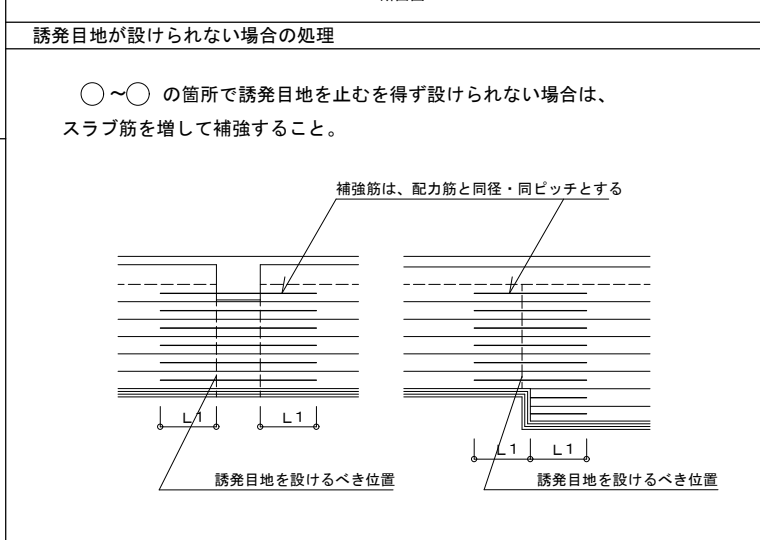 誘発目地が設けられない場合の処理
○～○ の箇所で誘発目地を止むを得ず設けられない場合は、
スラブ筋を増して補強すること。
補強筋は、配力筋と同径・同ピッチとする
L1 L1
L1 L1
誘発目地を設けるべき位置
誘発目地を設けるべき位置